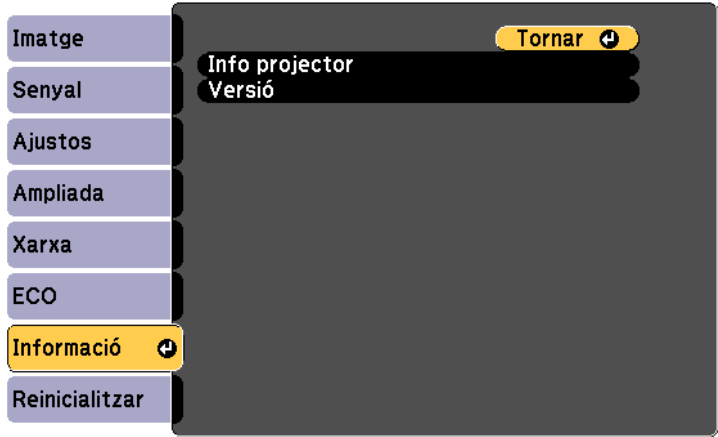 Imatge
Senyal
Ajustos
Ampliada
Xarxa
ECO
Informació
Reinicialitzar
Tornar
Info projector
Versió